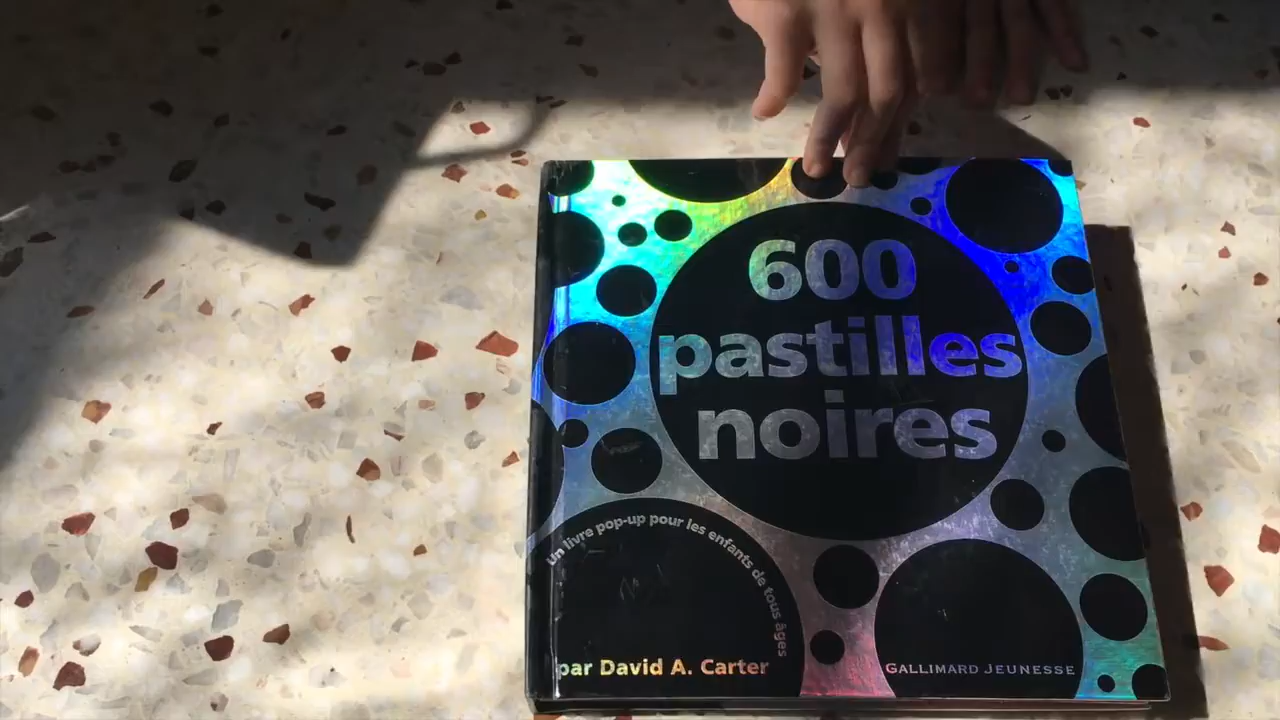 600
pastilles
noires
un livre pop-up pour les enfants de tous âges
par David A. Carter
GALLIMARD JEUNESSE